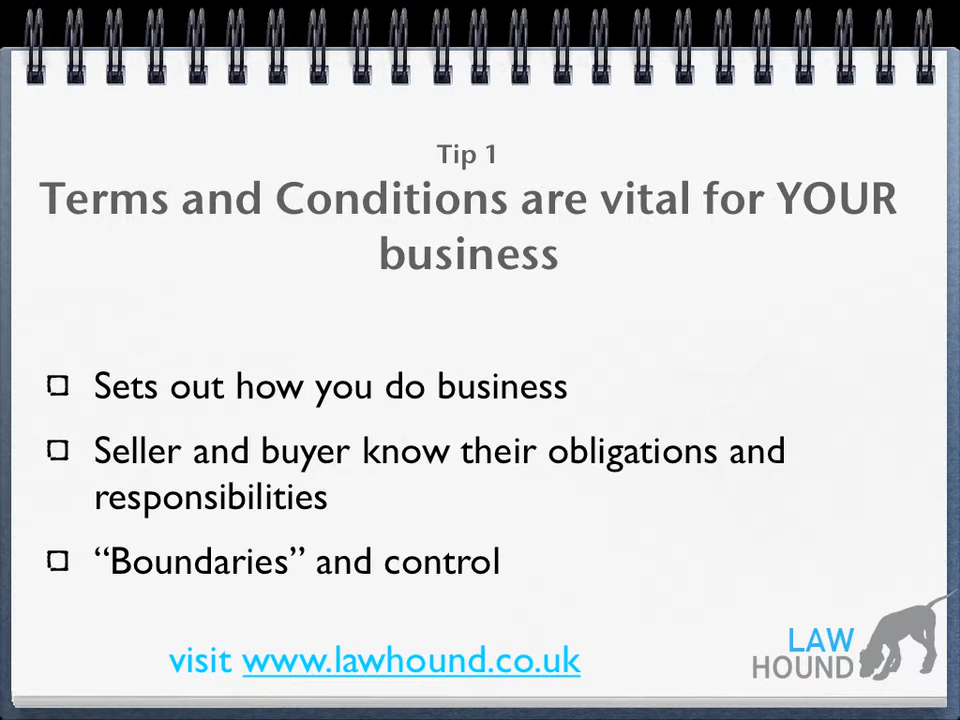 Tip 1
Terms and Conditions are vital for YOUR
business
Sets out how you do business
Seller and buyer know their obligations and
responsibilities
“Boundaries” and control
visit www.lawhound.co.uk
LAW
HOUND